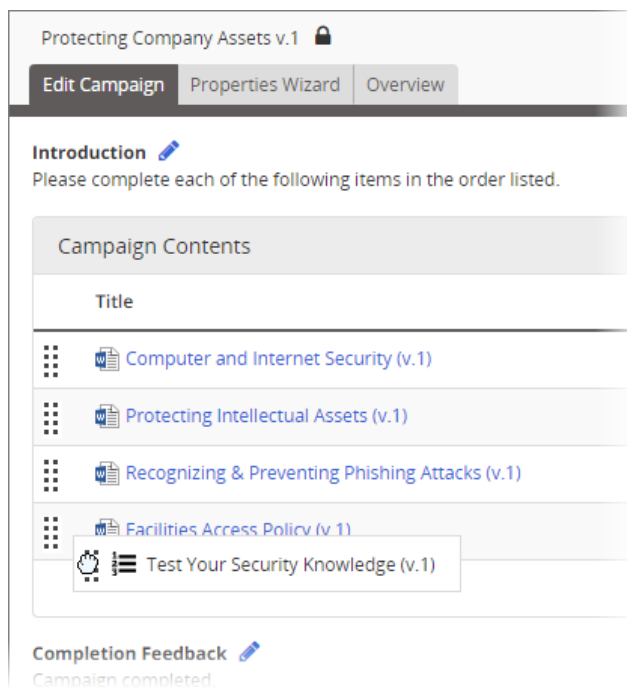 Protecting Company Assets v.1
Edit Campaign Properties Wizard Overview
Introduction
Please complete each of the following items in the order listed.
Campaign Contents
Title
Computer and Internet Security (v.1)
Protecting Intellectual Assets (v.1)
Recognizing & Preventing Phishing Attacks (v.1)
Facilities Access Policy (v.1)
Test Your Security Knowledge (v.1)
Completion Feedback
Campaign completed.